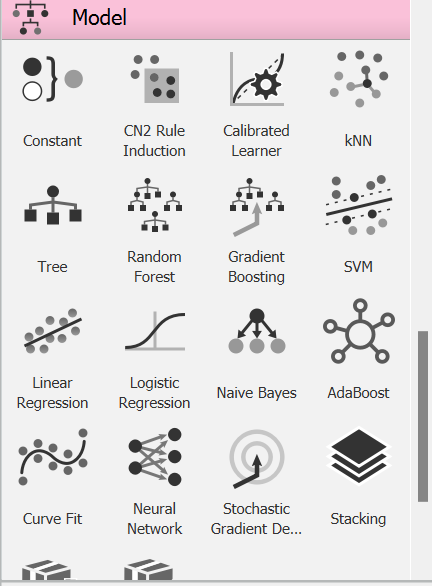 Model
Constant
CN2 Rule
Induction
Calibrated
Learner
kNN
Tree
Random
Forest
Gradient
Boosting
SVM
Linear
Regression
Logistic
Regression
Naive Bayes
AdaBoost
Curve Fit
Neural
Network
Stochastic
Gradient De...
Stacking